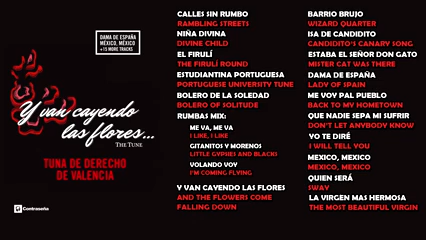 DAMA DE ESPAÑA
MÉXICO, MÉXICO
+15 MORE TRACKS
Y van cayendo
las flores...
THE TUNE
TUNA DE DERECHO
DE VALENCIA
Contraseña
CALLES SIN RUMBO
RAMBLING STREETS
NIÑA DIVINA
DIVINE CHILD
EL FIRULÍ
THE FIRULÍ ROUND
ESTUDIANTINA PORTUGUESA
PORTUGUESE UNIVERSITY TUNE
BOLERO DE LA SOLEDAD
BOLERO OF SOLITUDE
RUMBAS MIX:
ME VA, ME VA
I LIKE, I LIKE
GITANITOS Y MORENOS
LITTLE GYPSIES AND BLACKS
VOLANDO VOY
I'M COMING FLYING
Y VAN CAYENDO LAS FLORES
AND THE FLOWERS COME
FALLING DOWN
BARRIO BRUJO
WIZARD QUARTER
ISA DE CANDIDITO
CANDIDITO'S CANARY SONG
ESTABA EL SEÑOR DON GATO
MISTER CAT WAS THERE
DAMA DE ESPAÑA
LADY OF SPAIN
ME VOY PAL PUEBLO
BACK TO MY HOMETOWN
QUE NADIE SEPA MI SUFRIR
DON'T LET ANYBODY KNOW
YO TE DIRÉ
I WILL TELL YOU
MEXICO, MEXICO
MEXICO, MEXICO
QUIEN SERÁ
SWAY
LA VIRGEN MAS HERMOSA
THE MOST BEAUTIFUL VIRGIN